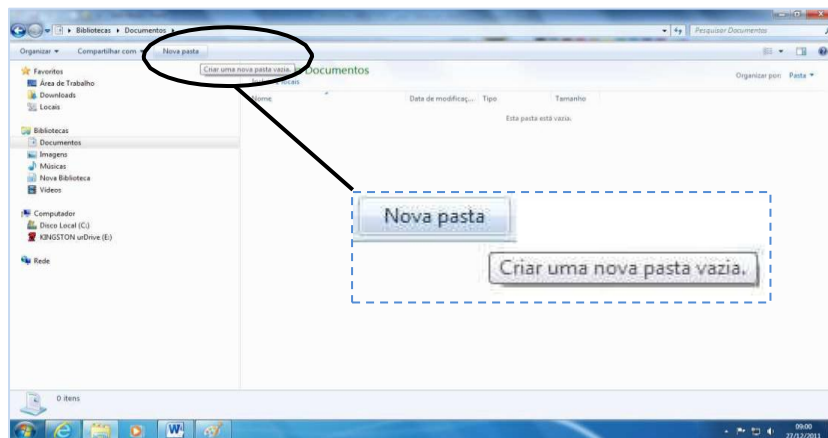 Bibliotecas Documentos
Pesquisar Documentos
Organizar Compartilhar com Nova pasta
Criar uma nova pasta vazia.
Documentos
locais
Organizar por: Pasta
Nome Data de modificaç... Tipo Tamanho
Esta pasta está vazia.
Favoritos
Área de Trabalho
Downloads
Locais
Bibliotecas
Documentos
Imagens
Músicas
Nova Biblioteca
Vídeos
Computador
Disco Local (C:)
KINGSTON urDrive (E:)
Rede
Nova pasta
Criar uma nova pasta vazia.
0 itens
09:00
27/12/2011